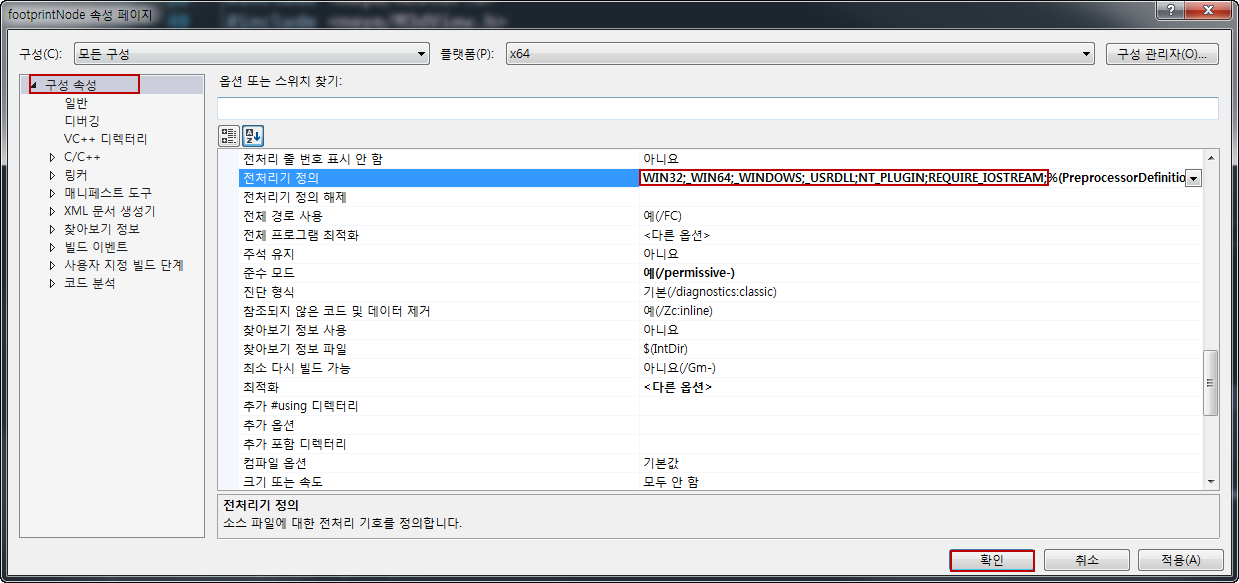 footprintNode 속성 페이지
구성(C): 모든 구성 플랫폼(P): x64 구성 관리자(O)...
구성 속성
일반
디버깅
VC++ 디렉터리
C/C++
링커
매니페스트 도구
XML 문서 생성기
찾아보기 정보
빌드 이벤트
사용자 지정 빌드 단계
코드 분석
옵션 또는 스위치 찾기:
전처리 줄 번호 표시 안 함 아니요
전처리기 정의 WIN32;_WIN64;_WINDOWS;_USRDLL;NT_PLUGIN;REQUIRE_IOSTREAM;%(PreprocessorDefinitio
전처리기 정의 해제
전체 경로 사용 예(/FC)
전체 프로그램 최적화 <다른 옵션>
주석 유지 아니요
준수 모드 예(/permissive-)
진단 형식 기본(/diagnostics:classic)
참조되지 않은 코드 및 데이터 제거 예(/Zc:inline)
찾아보기 정보 사용 아니요
찾아보기 정보 파일 $(IntDir)
최소 다시 빌드 가능 아니요(/Gm-)
최적화 <다른 옵션>
추가 #using 디렉터리
추가 옵션
추가 포함 디렉터리
컴파일 옵션 기본값
크기 또는 속도 모두 안 함
전처리기 정의
소스 파일에 대한 전처리 기호를 정의합니다.
확인 취소 적용(A)